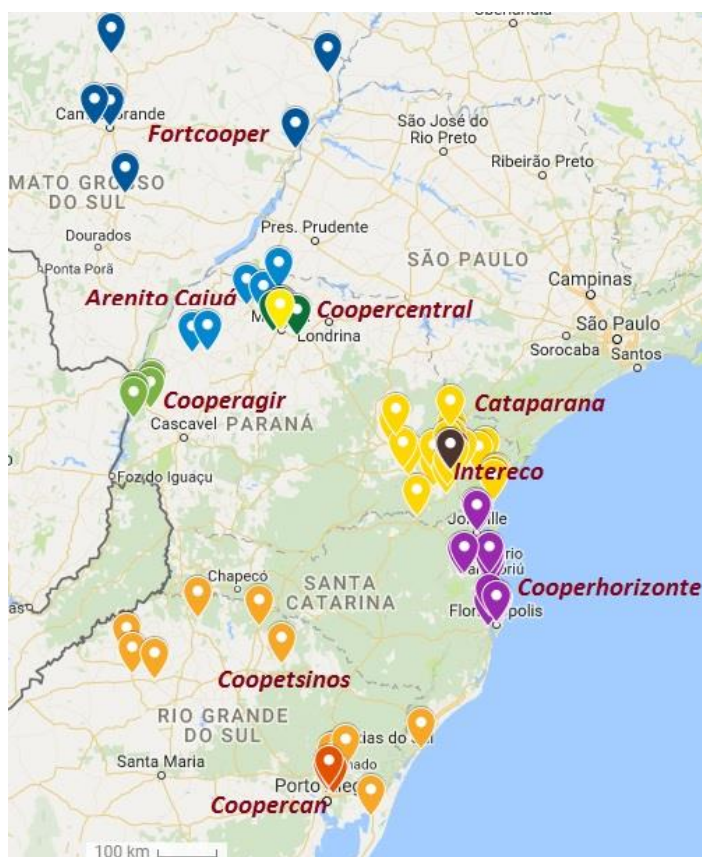 São José do
Rio Preto
Fortcooper
Ribeirão Preto
MATO GROSSO
DO SUL
Pres. Prudente
Dourados
SÃO PAULO
Ponta Porã
Campinas
Arenito Caiuá
Coopercentral
São Paulo
Londrina
Sorocaba
Santos
Cooperagir
Cataparana
PARANÁ
Cascavel
Intereco
Foz do Iguaçu
Chapecó
SANTA
CATARINA
Cooperhorizonte
Coopetsinos
RIO GRANDE
DO SUL
Santa Maria
Coopercan
100 km